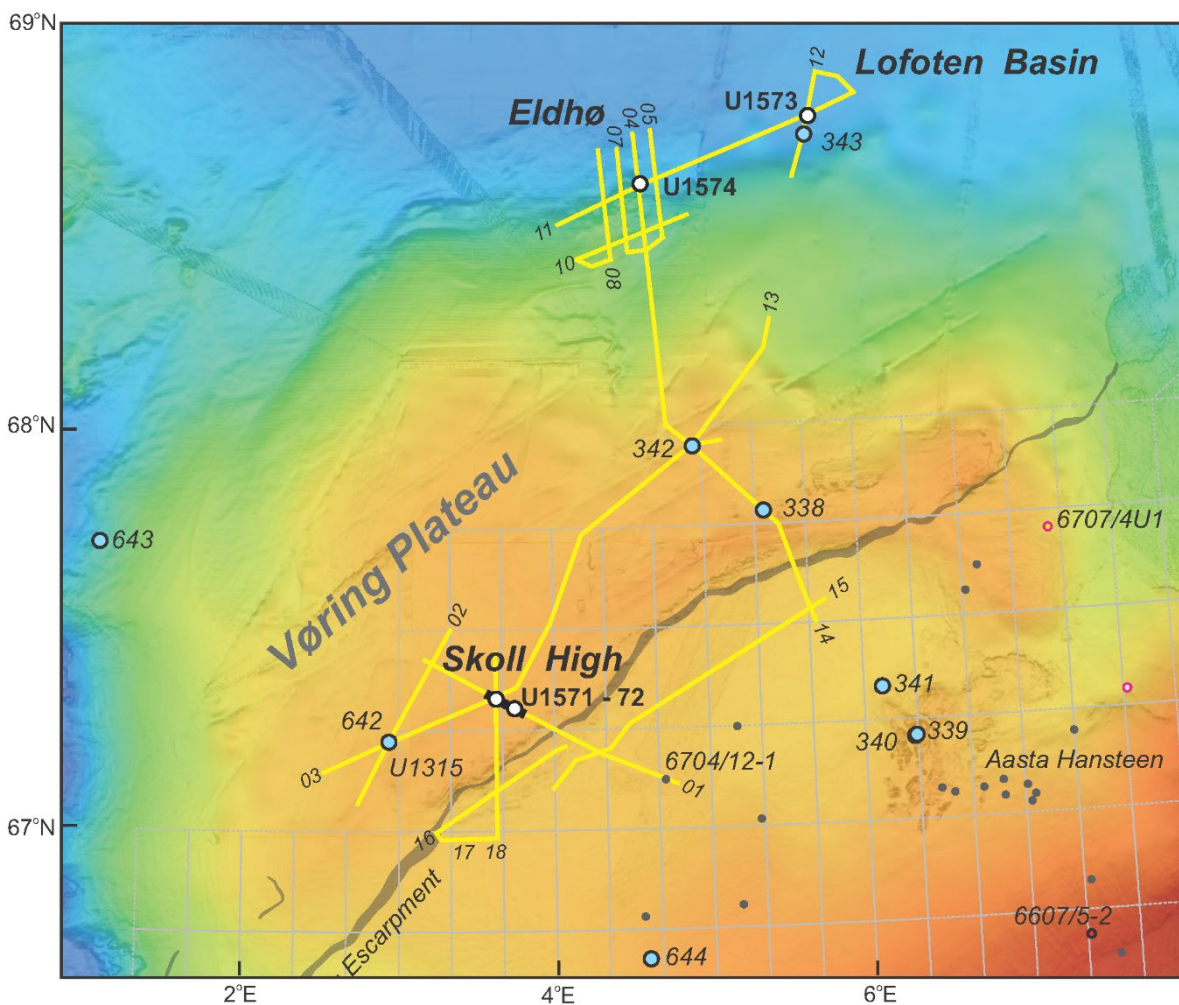 69°N
12
Lofoten Basin
U1573
Eldhø
05
04
07
343
U1574
11
10
08
13
68°N
342
338
643
6707/4U1
Vøring Plateau
15
02
14
Skoll High
U1571 - 72
341
642
339
340
U1315
6704/12-1
Aasta Hansteen
03
01
67°N
16
17 18
Escarpment
6607/5-2
644
2°E
4°E
6°E